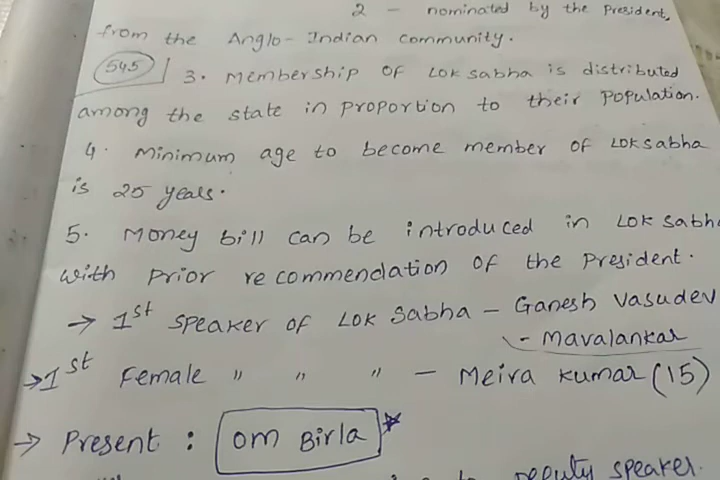 2 - nominated by the president,
from the Anglo-Indian community.
545 3. Membership of Lok sabha is distributed
among the state in proportion to their population.
4. Minimum age to become member of Loksabha
is 25 years.
5. Money bill can be introduced in Lok sabha
with prior recommendation of the President.
→ 1st speaker of Lok Sabha - Ganesh Vasudev
- Mavalankar
→ 1st Female " " " - Meira kumar (15)
→ Present : om Birla
to deputy speaker.